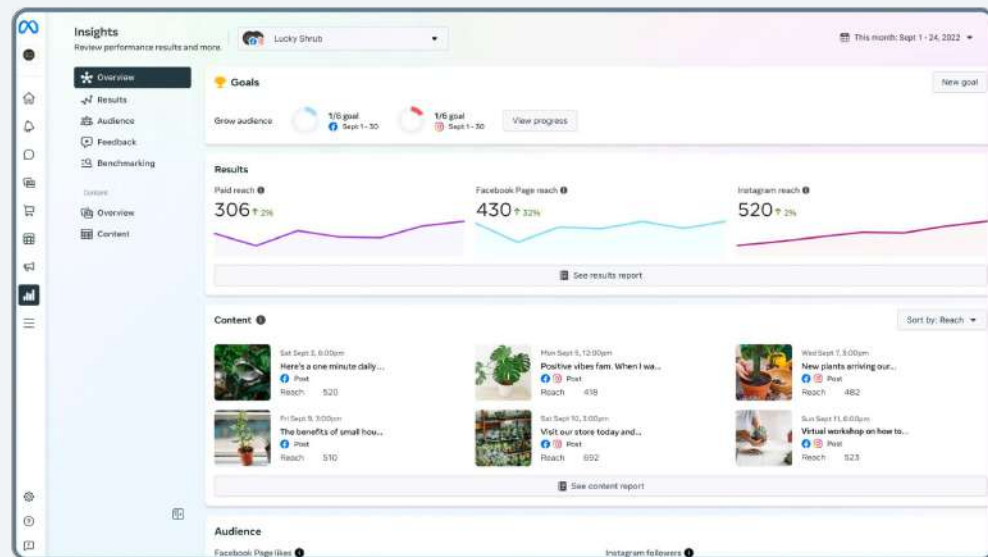 Insights
Review performance results and more.
Lucky Shrub
This month: Sept 1 - 24, 2022
Overview
Results
Audience
Feedback
Benchmarking
Content
Overview
Content
Goals
New goal
Grow audience
1/6 goal
Sept 1-30
1/6 goal
Sept 1-30
View progress
Results
Paid reach
306 ↑ 2%
Facebook Page reach
430 ↑ 32%
Instagram reach
520 ↑ 2%
See results report
Content
Sort by: Reach
Sat Sept 3, 6:00pm
Here's a one minute daily...
Post
Reach 520
Mon Sept 5, 12:00pm
Positive vibes fam. When I wa...
Post
Reach 418
Wed Sept 7, 3:00pm
New plants arriving our...
Post
Reach 482
Fri Sept 9, 3:00pm
The benefits of small hou...
Post
Reach 510
Sat Sept 10, 3:00pm
Visit our store today and...
Post
Reach 692
Sun Sept 11, 6:00pm
Virtual workshop on how to...
Post
Reach 523
See content report
Audience
Facebook Page likes
Instagram followers